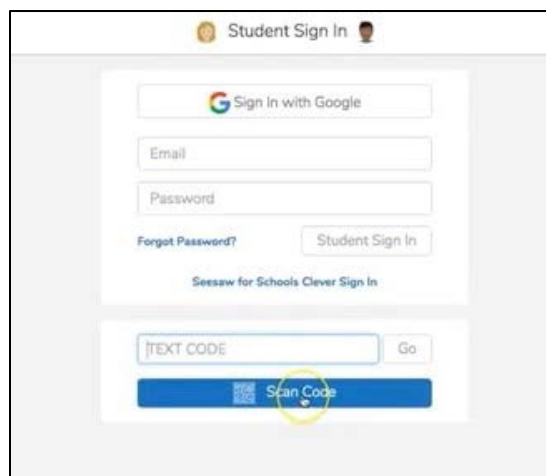 Student Sign In
Sign In with Google
Email
Password
Forgot Password? Student Sign In
Seesaw for Schools Clever Sign In
TEXT CODE Go
Scan Code